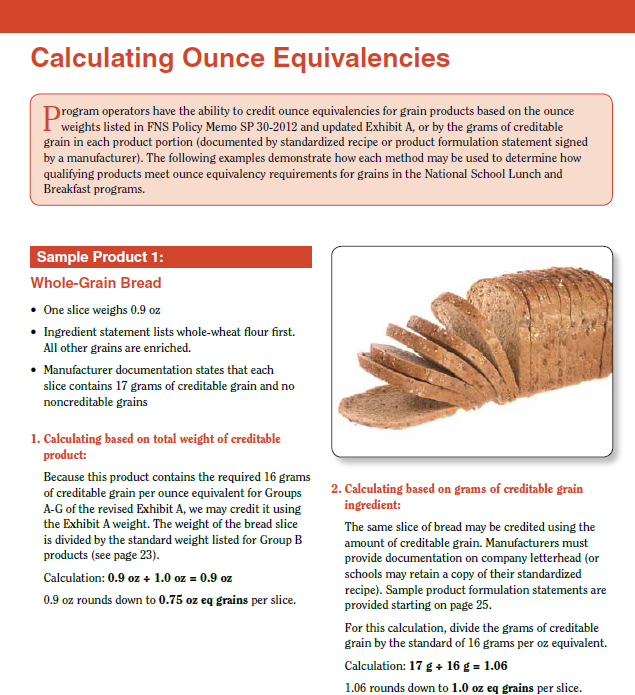 Calculating Ounce Equivalencies
Program operators have the ability to credit ounce equivalencies for grain products based on the ounce
weights listed in FNS Policy Memo SP 30-2012 and updated Exhibit A, or by the grams of creditable
grain in each product portion (documented by standardized recipe or product formulation statement signed
by a manufacturer). The following examples demonstrate how each method may be used to determine how
qualifying products meet ounce equivalency requirements for grains in the National School Lunch and
Breakfast programs.
Sample Product 1:
Whole-Grain Bread
• One slice weighs 0.9 oz
• Ingredient statement lists whole-wheat flour first.
All other grains are enriched.
• Manufacturer documentation states that each
slice contains 17 grams of creditable grain and no
noncreditable grains
1. Calculating based on total weight of creditable
product:
Because this product contains the required 16 grams
of creditable grain per ounce equivalent for Groups
A-G of the revised Exhibit A, we may credit it using
the Exhibit A weight. The weight of the bread slice
is divided by the standard weight listed for Group B
products (see page 23).
Calculation: 0.9 oz ÷ 1.0 oz = 0.9 oz
0.9 oz rounds down to 0.75 oz eq grains per slice.
2. Calculating based on grams of creditable grain
ingredient:
The same slice of bread may be credited using the
amount of creditable grain. Manufacturers must
provide documentation on company letterhead (or
schools may retain a copy of their standardized
recipe). Sample product formulation statements are
provided starting on page 25.
For this calculation, divide the grams of creditable
grain by the standard of 16 grams per oz equivalent.
Calculation: 17 g ÷ 16 g = 1.06
1.06 rounds down to 1.0 oz eq grains per slice.